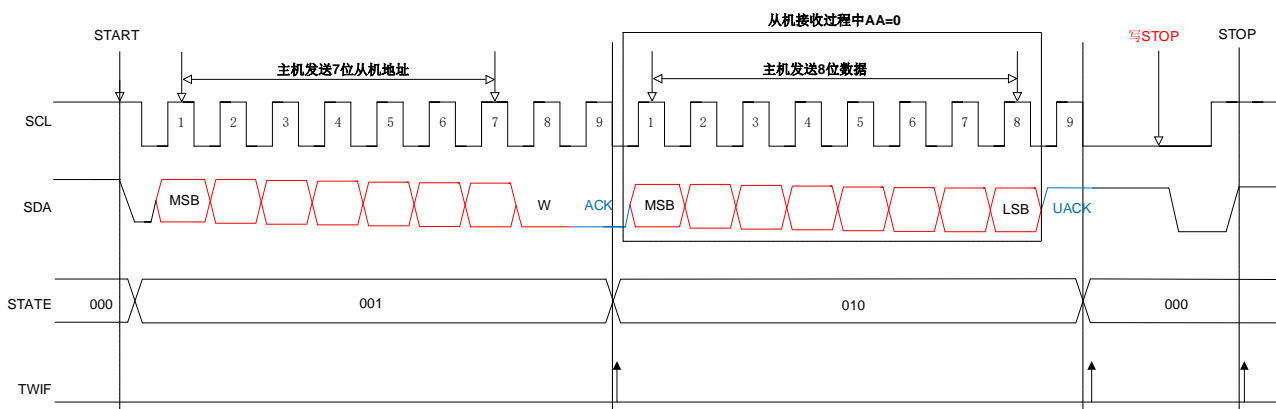 从机接收过程中AA=0
START 写STOP STOP
主机发送7位从机地址 主机发送8位数据
SCL 1 2 3 4 5 6 7 8 9 1 2 3 4 5 6 7 8 9
SDA MSB W ACK MSB LSB UACK
STATE 000 001 010 000
TWIF